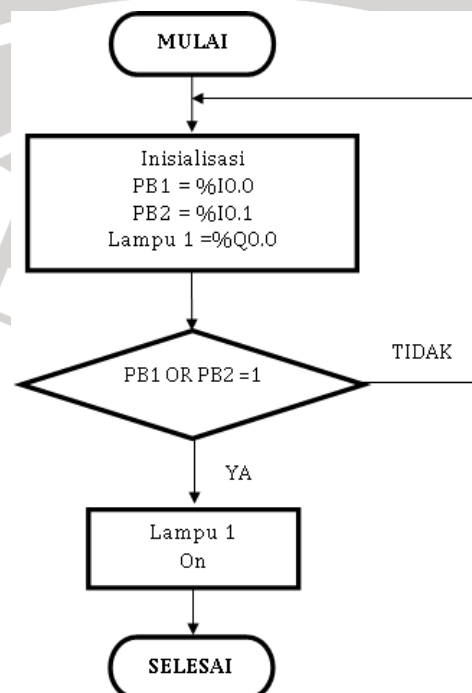 MULAI
Inisialisasi
PB1 = %I0.0
PB2 = %I0.1
Lampu 1 =%Q0.0
PB1 OR PB2 =1
TIDAK
YA
Lampu 1
On
SELESAI